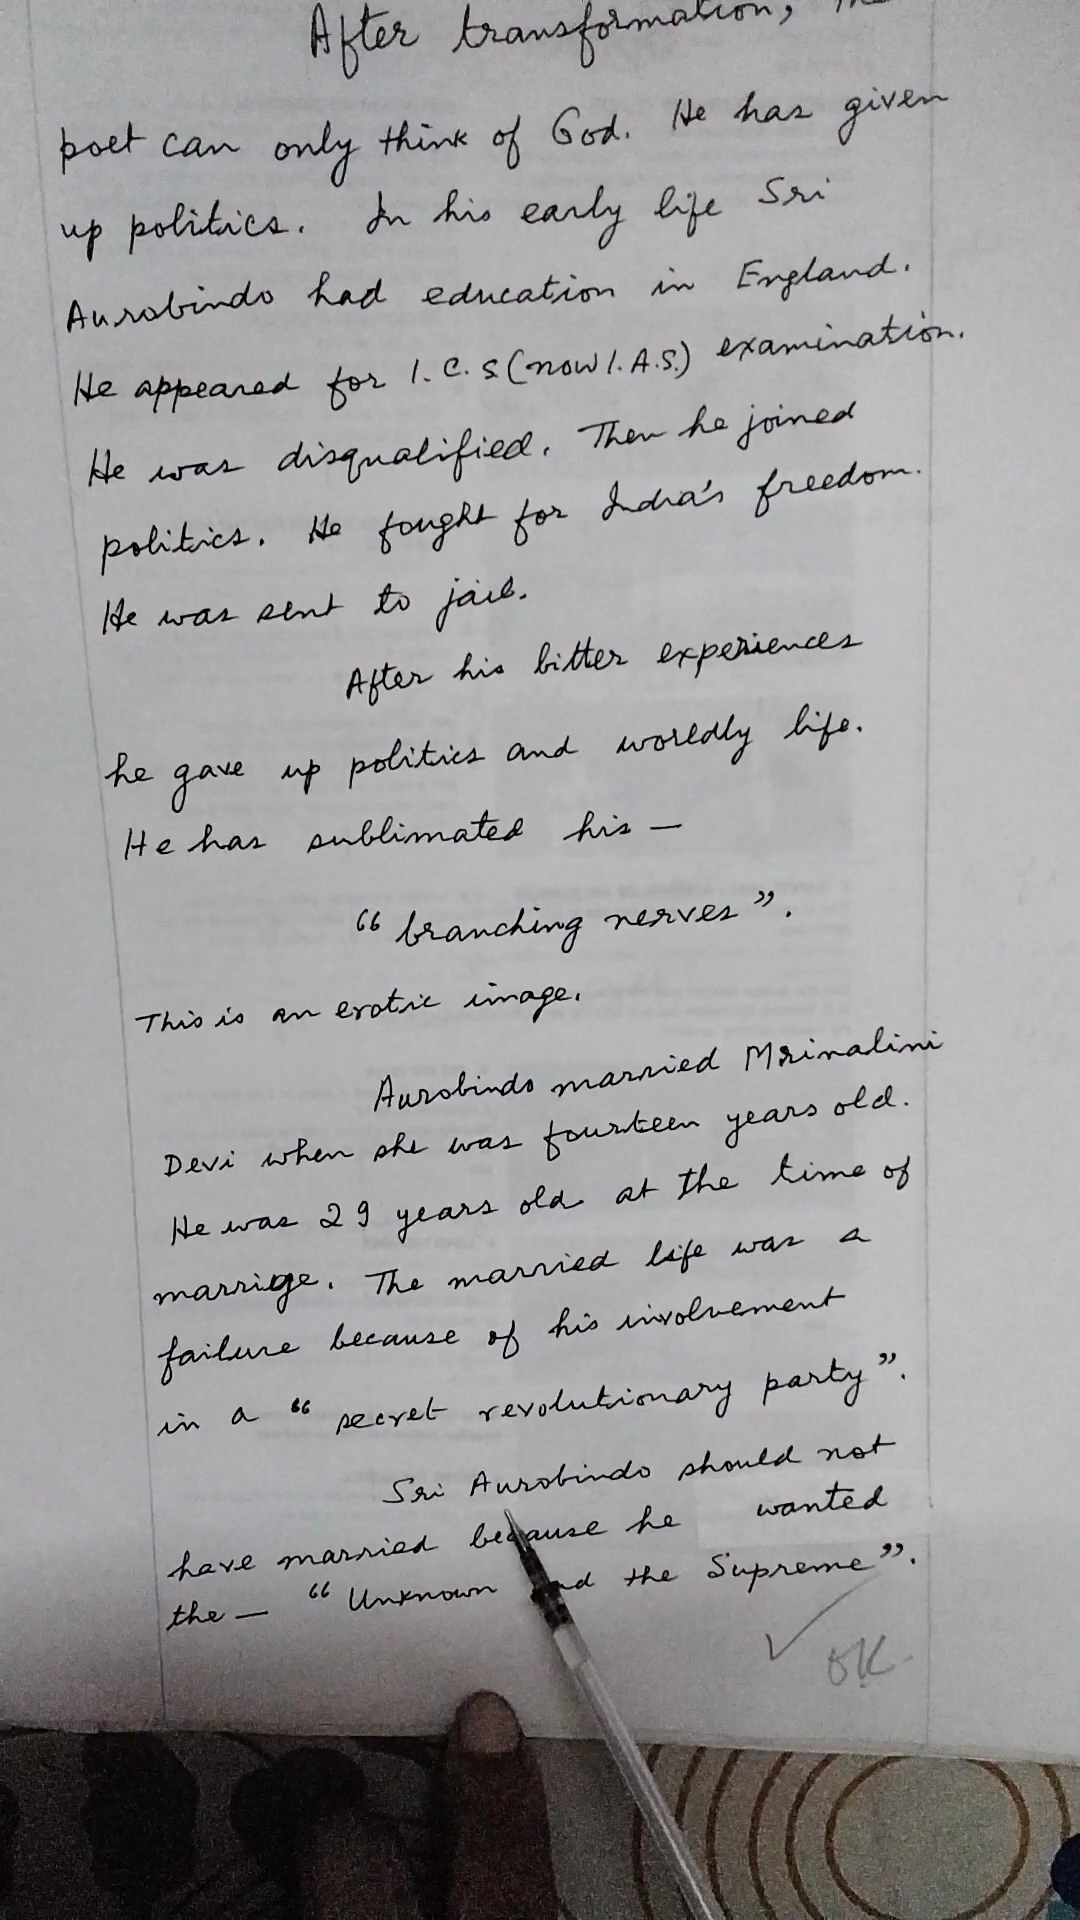 After transformation, the
poet can only think of God. He has given
up politics. In his early life Sri
Aurobindo had education in England.
He appeared for I.C.S (now I.A.S.) examination.
He was disqualified. Then he joined
politics. He fought for India's freedom.
He was sent to jail.
After his bitter experiences
he gave up politics and worldly life.
He has sublimated his —
“branching nerves”.
This is an erotic image.
Aurobindo married Mrinalini
Devi when she was fourteen years old.
He was 29 years old at the time of
marrige. The married life was a
failure because of his involvement
in a “secret revolutionary party”.
Sri Aurobindo should not
have married because he wanted
the — “Unknown and the Supreme”.
OK